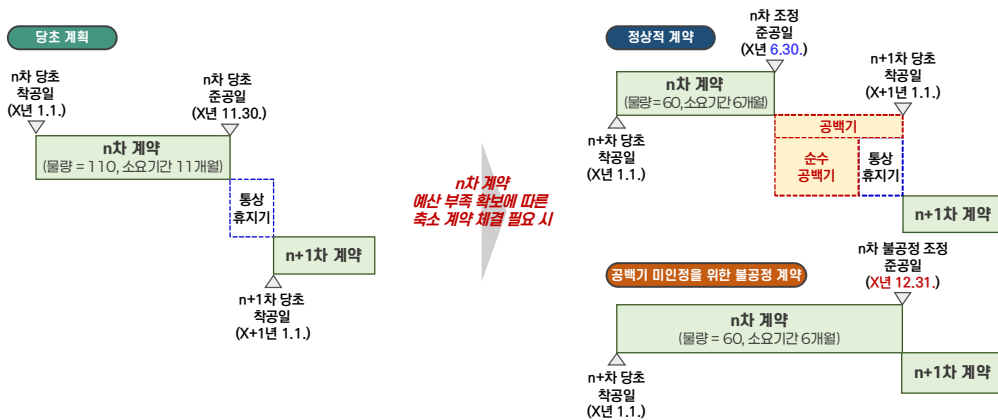 당초 계획
n차 당초
착공일
(X년 1.1.)
n차 당초
준공일
(X년 11.30.)
n차 계약
(물량 = 110, 소요기간 11개월)
통상
휴지기
n+1차 계약
n+1차 당초
착공일
(X+1년 1.1.)
n차 계약
예산 부족 확보에 따른
축소 계약 체결 필요 시
정상적 계약
n차 조정
준공일
(X년 6.30.)
n+1차 당초
착공일
(X+1년 1.1.)
n차 계약
(물량 = 60,소요기간 6개월)
n+차 당초
착공일
(X년 1.1.)
공백기
순수
공백기
통상
휴지기
n+1차 계약
공백기 미인정을 위한 불공정 계약
n차 불공정 조정
준공일
(X년 12.31.)
n차 계약
(물량 = 60, 소요기간 6개월)
n+차 당초
착공일
(X년 1.1.)
n+1차 계약